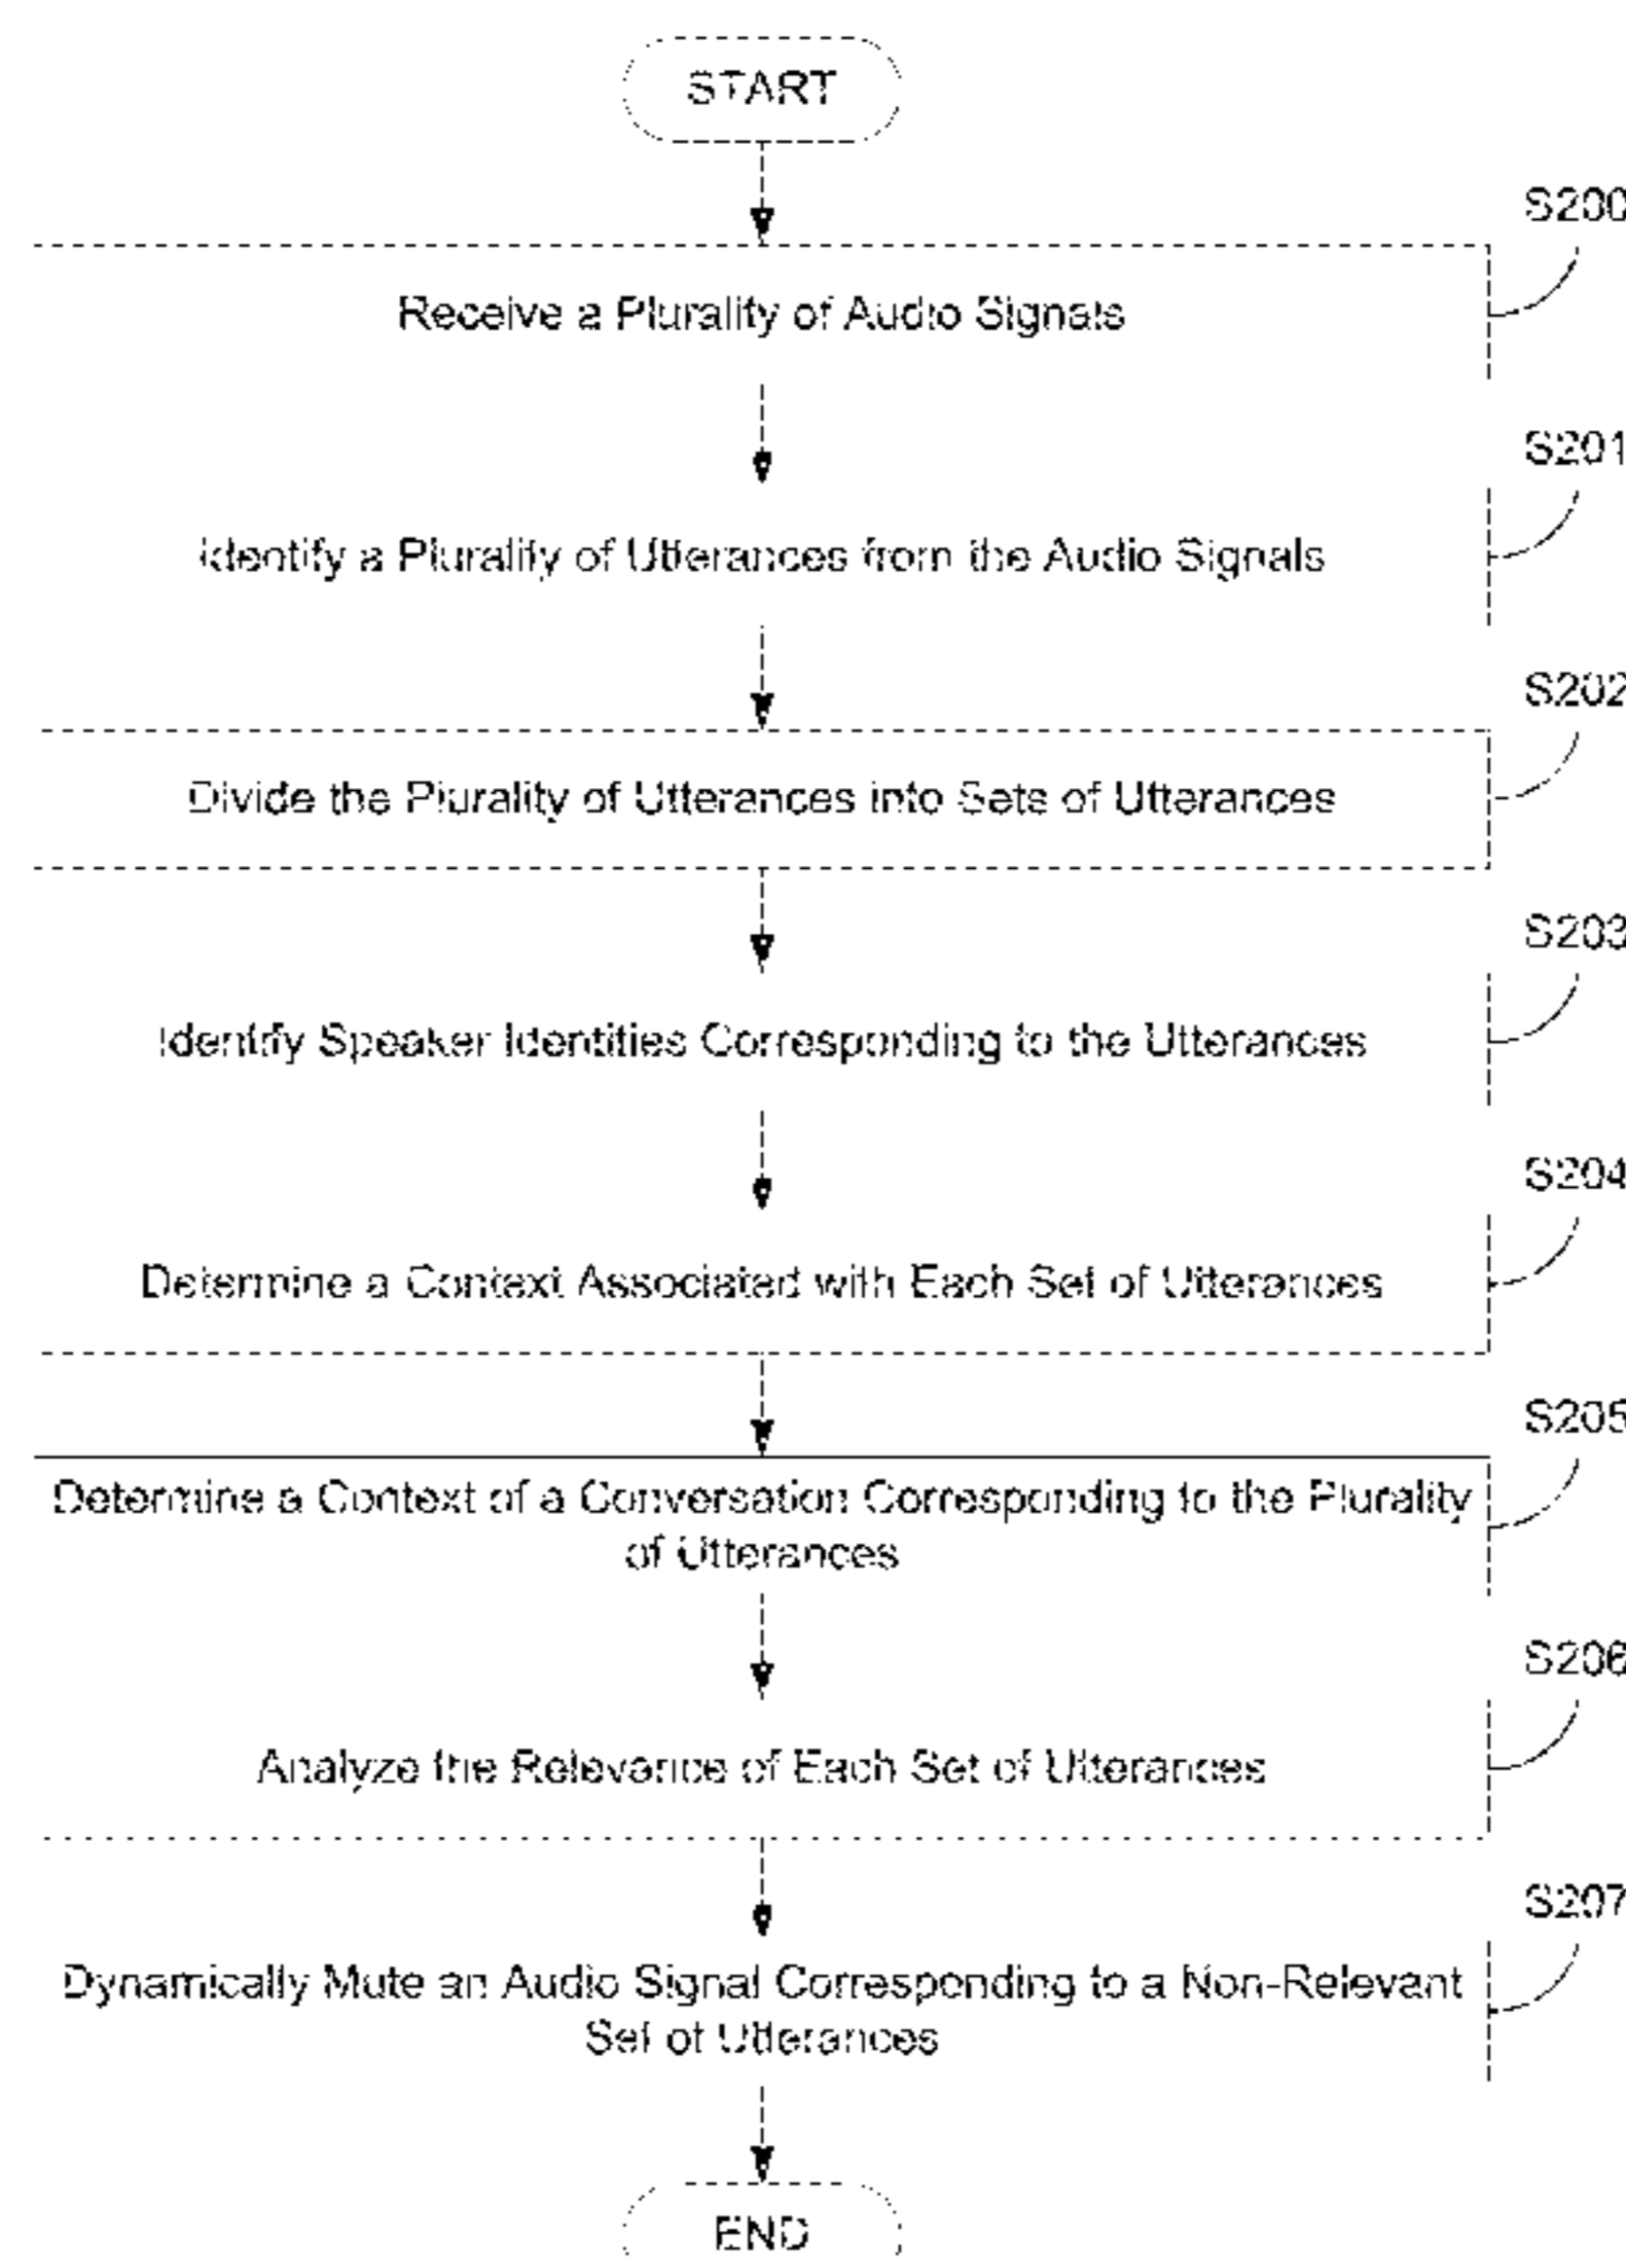 START
S200
Receive a Plurality of Audio Signals
S201
Identify a Plurality of Utterances from the Audio Signals
S202
Divide the Plurality of Utterances into Sets of Utterances
S203
Identify Speaker Identities Corresponding to the Utterances
S204
Determine a Context Associated with Each Set of Utterances
S205
Determine a Context of a Conversation Corresponding to the Plurality
of Utterances
S206
Analyze the Relevance of Each Set of Utterances
S207
Dynamically Mute an Audio Signal Corresponding to a Non-Relevant
Set of Utterances
END